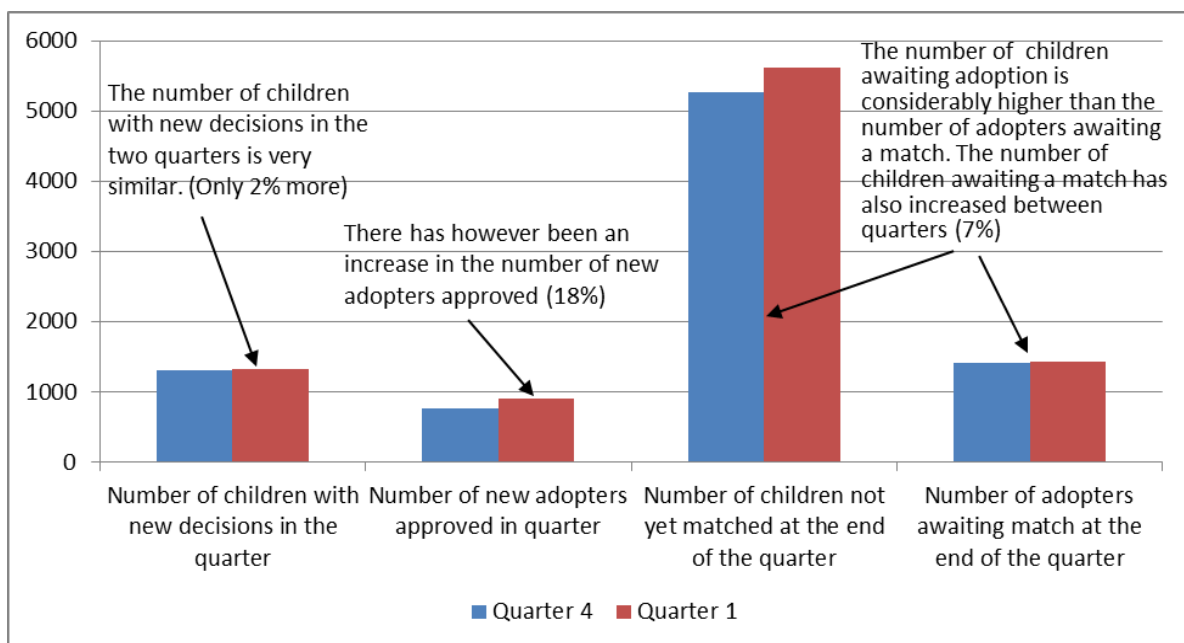 6000
5000
4000
3000
2000
1000
0
The number of children
with new decisions in the
two quarters is very
similar. (Only 2% more)
There has however been an
increase in the number of new
adopters approved (18%)
The number of children
awaiting adoption is
considerably higher than the
number of adopters awaiting
a match. The number of
children awaiting a match has
also increased between
quarters (7%)
Number of children with
new decisions in the
quarter
Number of new adopters
approved in quarter
Number of children not
yet matched at the end
of the quarter
Number of adopters
awaiting match at the
end of the quarter
Quarter 4
Quarter 1